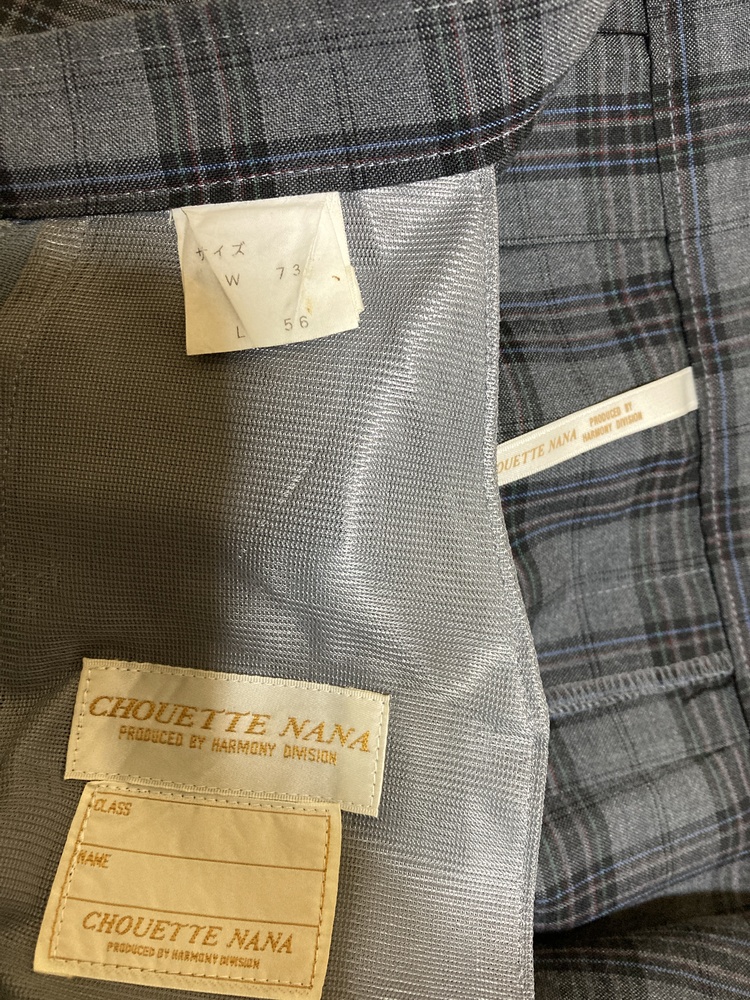 サイズ
W 73
L 56
OUETTE NANA
PRODUCED BY
HARMONY DIVISION
CHOUETTE NANA
PRODUCED BY HARMONY DIVISION
CLASS
NAME
CHOUETTE NANA
PRODUCED BY HARMONY DIVISION